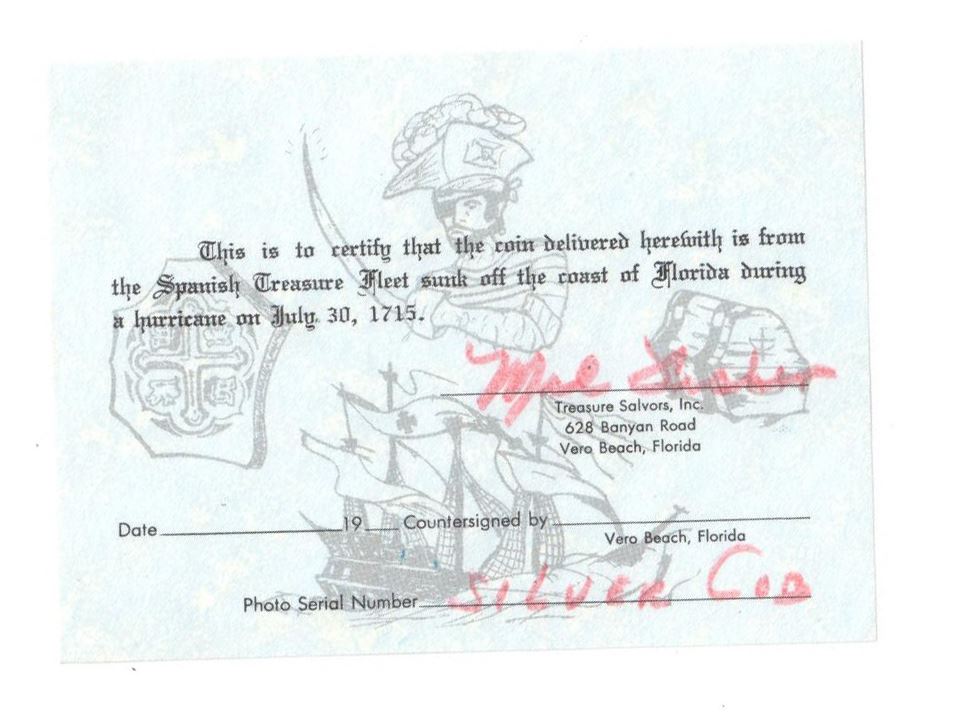 This is to certify that the coin delivered herewith is from
the Spanish Treasure Fleet sunk off the coast of Florida during
a hurricane on July 30, 1715.
Mel Fisher
Treasure Salvors, Inc.
628 Banyan Road
Vero Beach, Florida
Date 19 Countersigned by
Vero Beach, Florida
Photo Serial Number SILVER COB